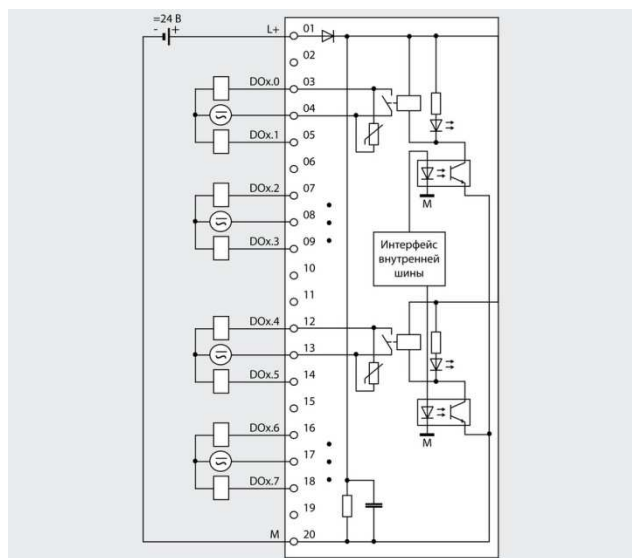 =24 В
- +
L+
01
02
DOx.0
03
04
DOx.1
05
06
DOx.2
07
08
DOx.3
09
10
11
DOx.4
12
13
DOx.5
14
15
DOx.6
16
17
DOx.7
18
19
M
20
M
Интерфейс
внутренней
шины
M